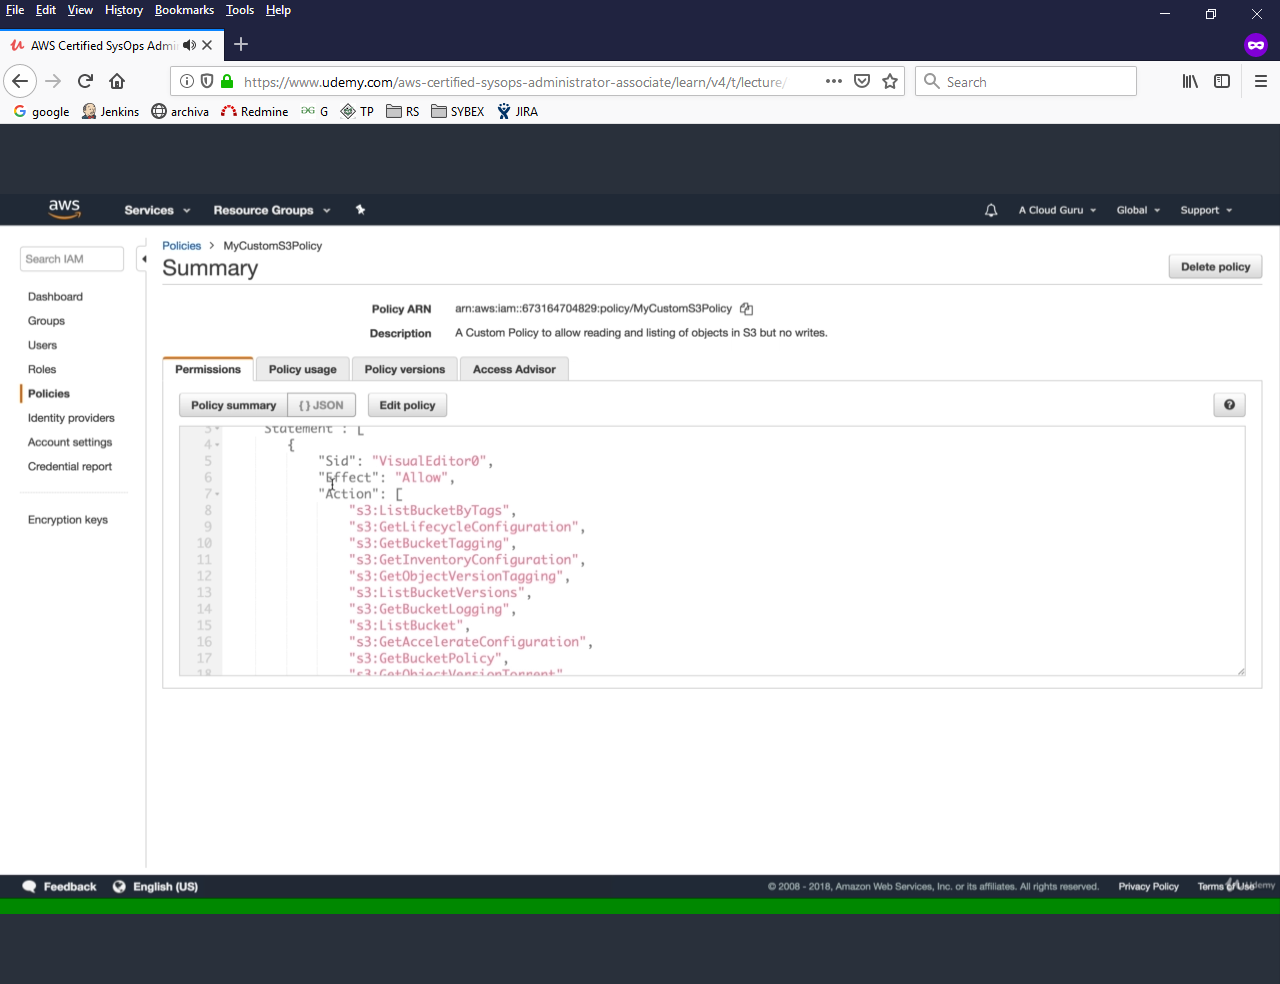 File Edit View History Bookmarks Tools Help
AWS Certified SysOps Admi
https://www.udemy.com/aws-certified-sysops-administrator-associate/learn/v4/t/lecture/
Search
google Jenkins archiva Redmine G TP RS SYBEX JIRA
aws Services Resource Groups A Cloud Guru Global Support
Search IAM
Dashboard
Groups
Users
Roles
Policies
Identity providers
Account settings
Credential report
Encryption keys
Policies > MyCustomS3Policy
Summary
Delete policy
Policy ARN arn:aws:iam::673164704829:policy/MyCustomS3Policy
Description A Custom Policy to allow reading and listing of objects in S3 but no writes.
Permissions Policy usage Policy versions Access Advisor
Policy summary { } JSON Edit policy
3 Statement": [
4 {
5 "Sid": "VisualEditor0",
6 "Effect": "Allow",
7 "Action": [
8 "s3:ListBucketByTags",
9 "s3:GetLifecycleConfiguration",
10 "s3:GetBucketTagging",
11 "s3:GetInventoryConfiguration",
12 "s3:GetObjectVersionTagging",
13 "s3:ListBucketVersions",
14 "s3:GetBucketLogging",
15 "s3:ListBucket",
16 "s3:GetAccelerateConfiguration",
17 "s3:GetBucketPolicy",
18 "s3:GetObjectVersionTorrent"
Feedback English (US)
© 2008 - 2018, Amazon Web Services, Inc. or its affiliates. All rights reserved. Privacy Policy Terms of Use
Udemy